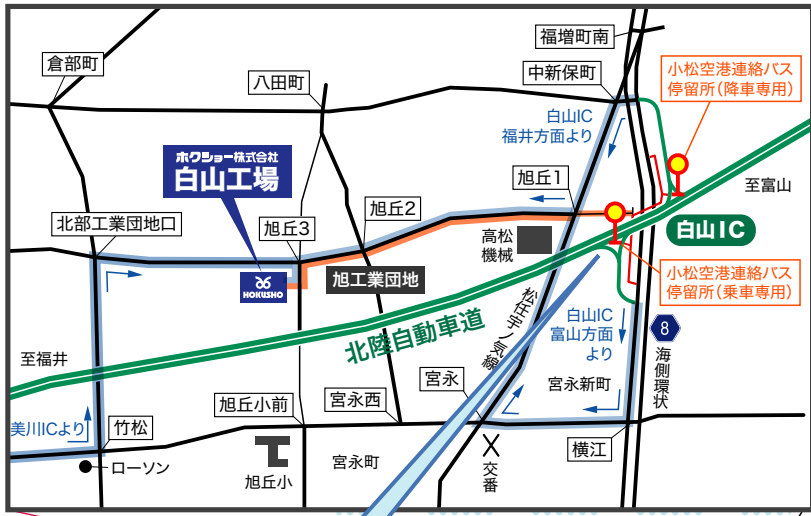 福増町南
倉部町
中新保町
小松空港連絡バス
停留所(降車専用)
八田町
白山IC
福井方面より
ホクショー株式会社
白山工場
旭丘1
至富山
旭丘2
北部工業団地口
旭丘3
白山IC
高松
機械
HOKUSHO
旭工業団地
小松空港連絡バス
停留所(乗車専用)
松任宇ノ気線
白山IC
富山方面
より
8
海側環状
北陸自動車道
至福井
宮永
宮永新町
旭丘小前
宮永西
美川ICより
竹松
横江
ローソン
旭丘小
宮永町
交番